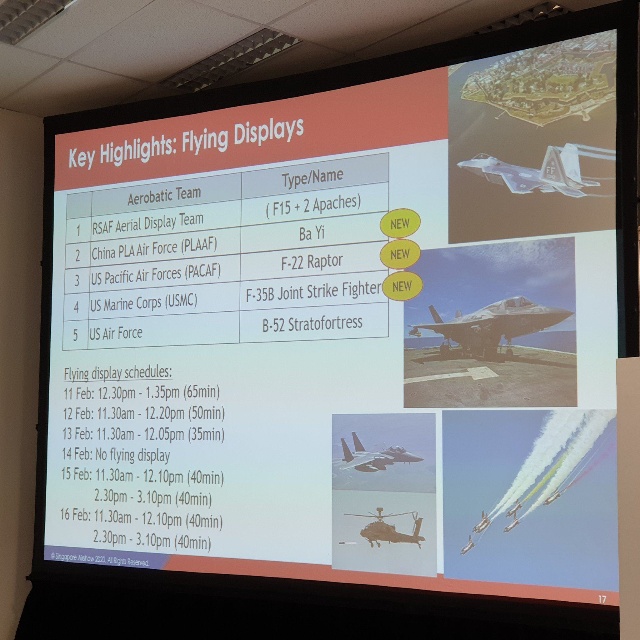 Key Highlights: Flying Displays
Aerobatic Team Type/Name
1 RSAF Aerial Display Team ( F15 + 2 Apaches)
2 China PLA Air Force (PLAAF) Ba Yi NEW
3 US Pacific Air Forces (PACAF) F-22 Raptor NEW
4 US Marine Corps (USMC) F-35B Joint Strike Fighter NEW
5 US Air Force B-52 Stratofortress
Flying display schedules:
11 Feb: 12.30pm - 1.35pm (65min)
12 Feb: 11.30am - 12.20pm (50min)
13 Feb: 11.30am - 12.05pm (35min)
14 Feb: No flying display
15 Feb: 11.30am - 12.10pm (40min)
2.30pm - 3.10pm (40min)
16 Feb: 11.30am - 12.10pm (40min)
2.30pm - 3.10pm (40min)
© Singapore Airshow 2020. All Rights Reserved.
17